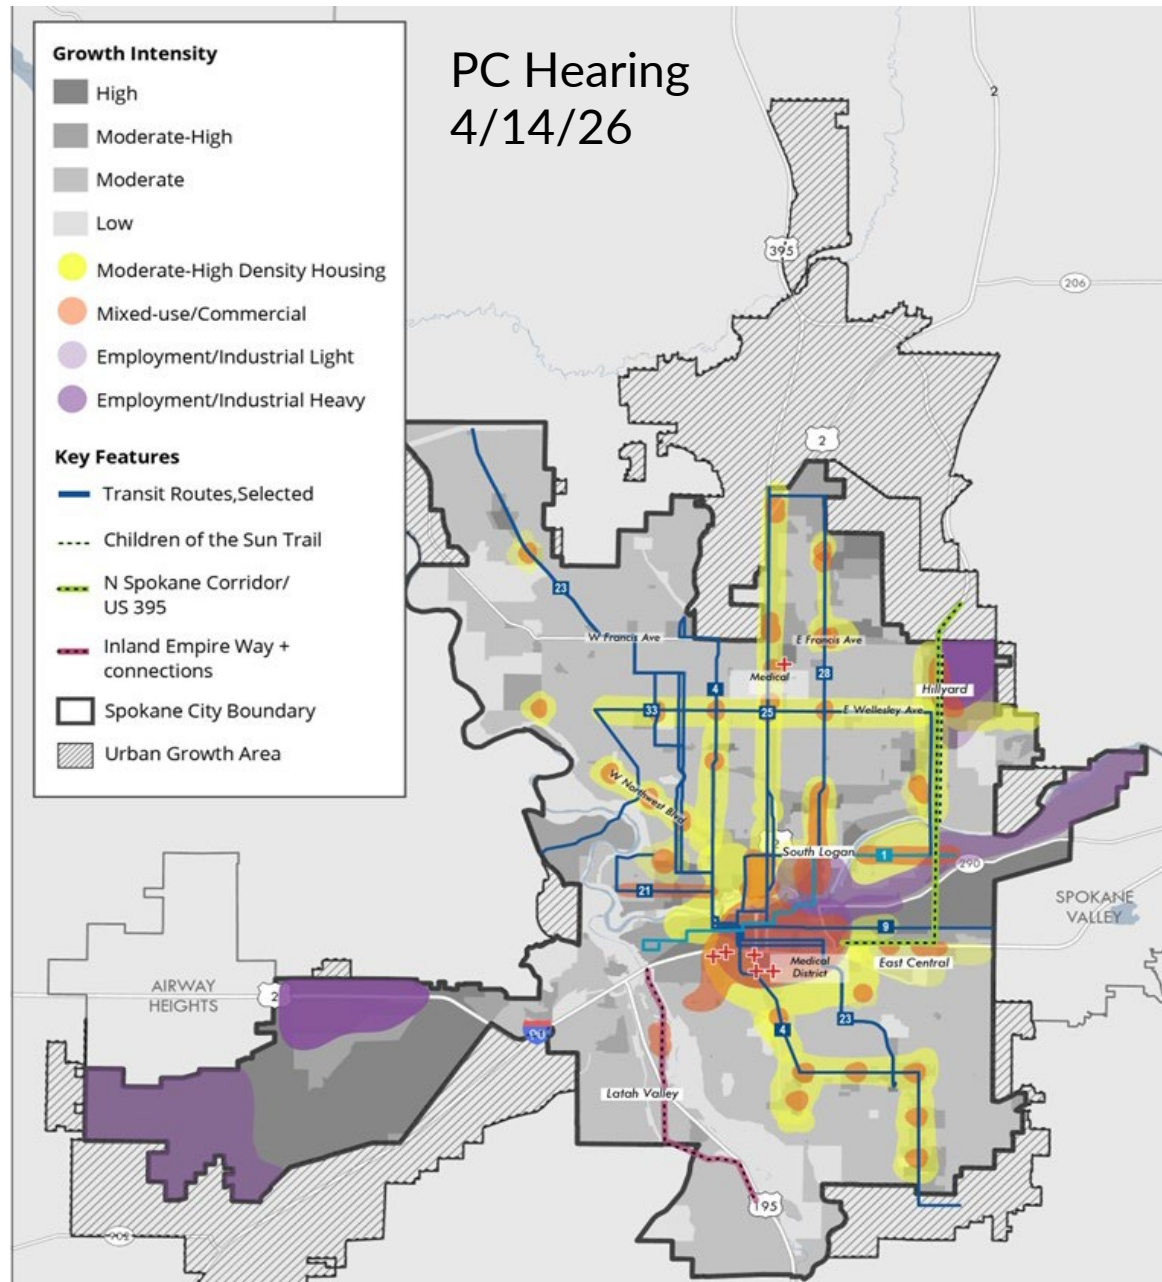 PC Hearing
4/14/26
Growth Intensity
High
Moderate-High
Moderate
Low
Moderate-High Density Housing
Mixed-use/Commercial
Employment/Industrial Light
Employment/Industrial Heavy
Key Features
Transit Routes,Selected
Children of the Sun Trail
N Spokane Corridor/
US 395
Inland Empire Way +
connections
Spokane City Boundary
Urban Growth Area
2
395
206
2
23
W Francis Ave
E Francis Ave
Medical
28
4
Hillyard
33
25
E Wellesley Ave
W Northwest Blvd
South Logan
1
290
21
SPOKANE
VALLEY
9
East Central
Medical
District
AIRWAY
HEIGHTS
2
23
4
Latah Valley
195
902